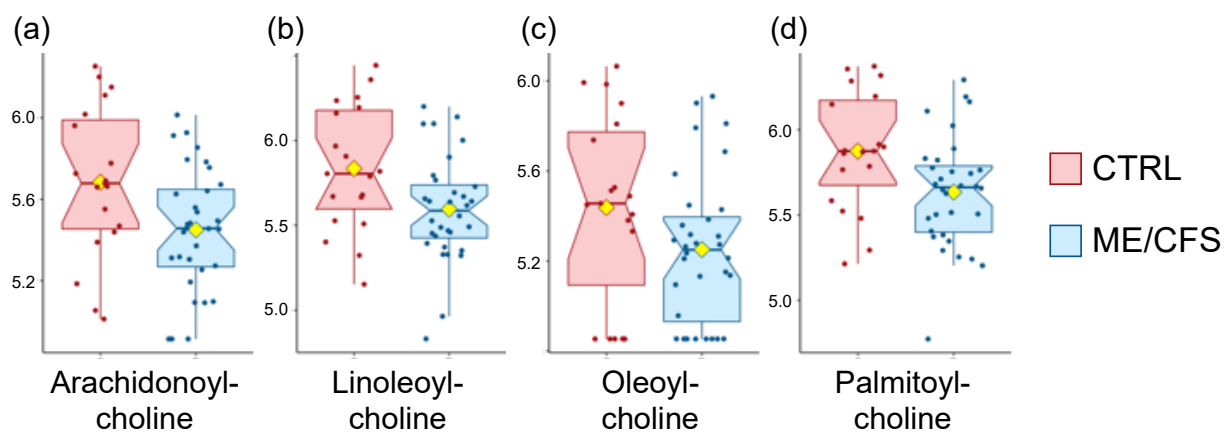 (a)
6.0
5.6
5.2
Arachidonoyl-
choline
(b)
6.0
5.5
5.0
Linoleoyl-
choline
(c)
6.0
5.6
5.2
Oleoyl-
choline
(d)
6.0
5.5
5.0
Palmitoyl-
choline
CTRL
ME/CFS